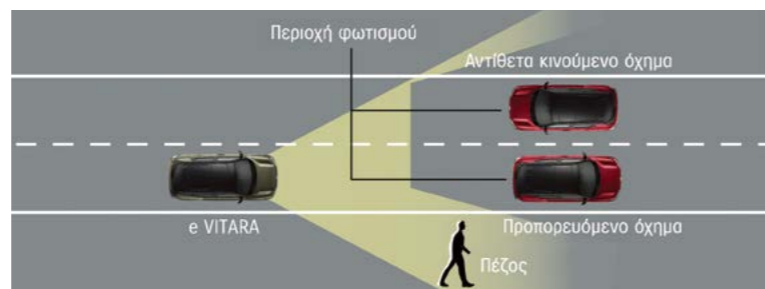 Περιοχή φωτισμού
Αντίθετα κινούμενο όχημα
e VITARA
Προπορευόμενο όχημα
Πέζος